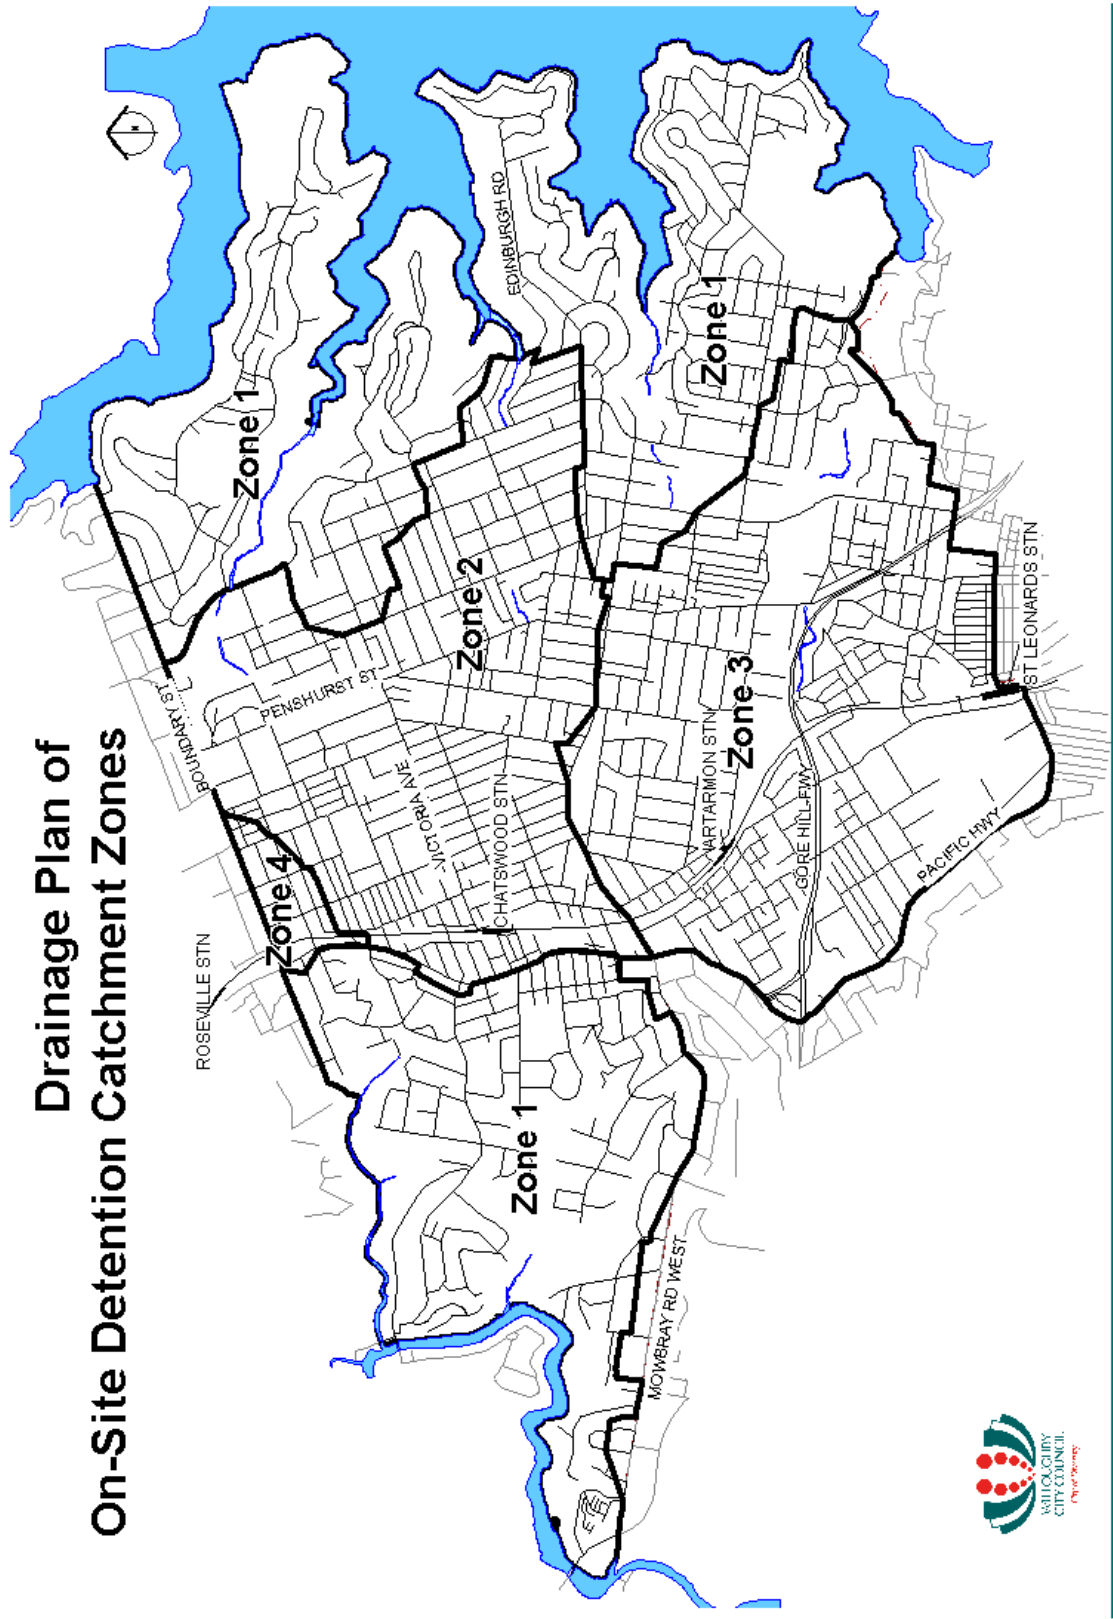 Drainage Plan of
On-Site Detention Catchment Zones
ROSEVILLE STN
BOUNDARY ST
Zone 4
Zone 1
PENSHURST ST
VICTORIA AVE
CHATSWOOD STN
Zone 2
EDINBURGH RD
Zone 1
Zone 1
MOWBRAY RD WEST
ARTARMON STN
Zone 3
GORE HILL FWY
PACIFIC HWY
ST LEONARDS STN
N
WILLOUGHBY
CITY COUNCIL